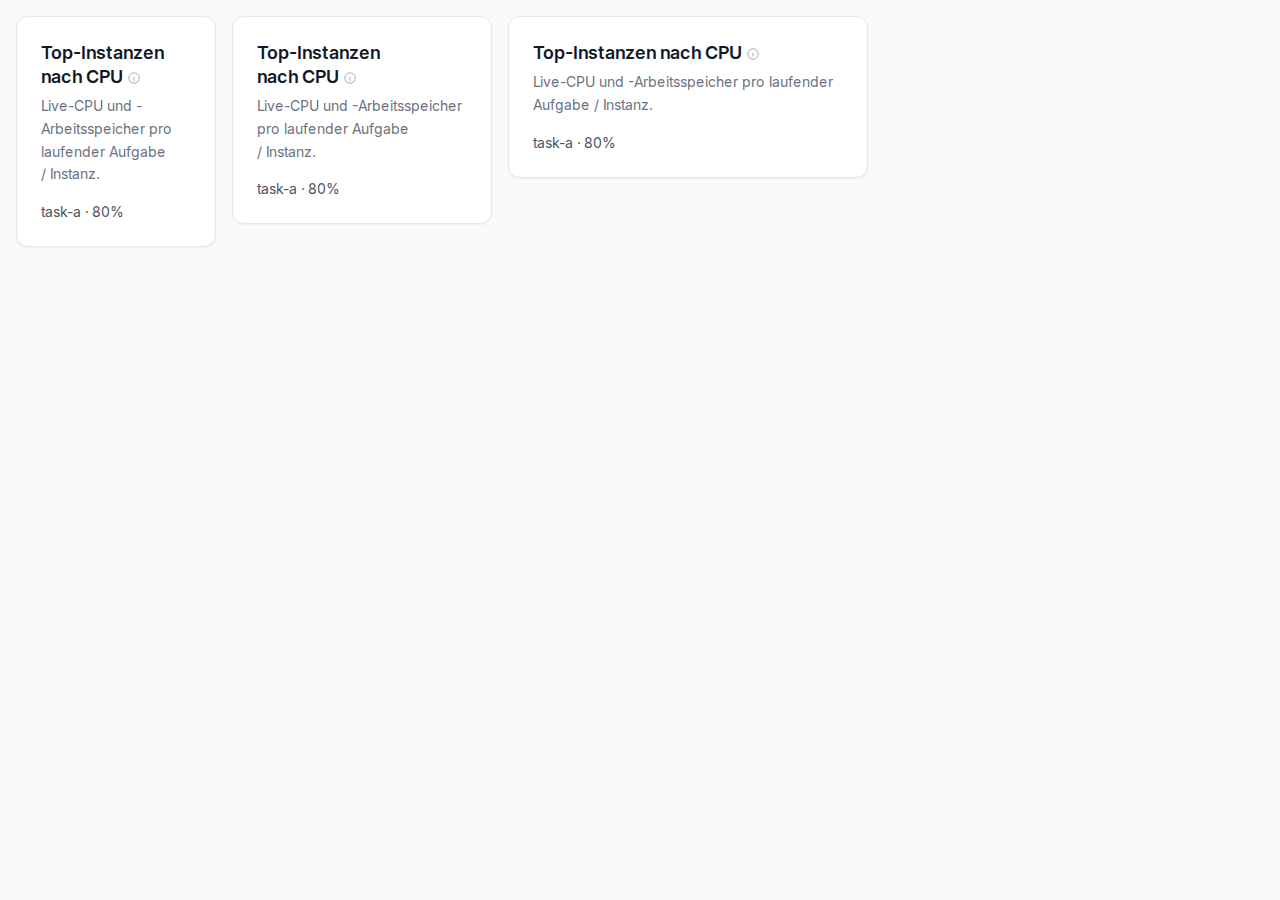 Top-Instanzen
nach CPU
Live-CPU und -
Arbeitsspeicher pro
laufender Aufgabe
/ Instanz.
task-a · 80%
Top-Instanzen
nach CPU
Live-CPU und -Arbeitsspeicher
pro laufender Aufgabe
/ Instanz.
task-a · 80%
Top-Instanzen nach CPU
Live-CPU und -Arbeitsspeicher pro laufender
Aufgabe / Instanz.
task-a · 80%